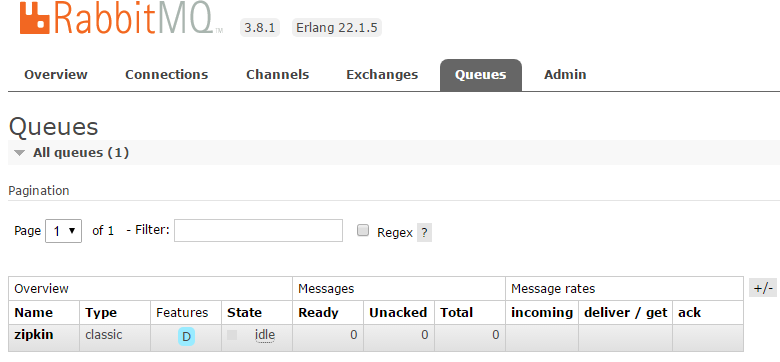 RabbitMQ TM 3.8.1 Erlang 22.1.5
Overview Connections Channels Exchanges Queues Admin
Queues
All queues (1)
Pagination
Page 1 of 1 - Filter: Regex ?
Overview Messages Message rates +/-
Name Type Features State Ready Unacked Total incoming deliver / get ack
zipkin classic D idle 0 0 0